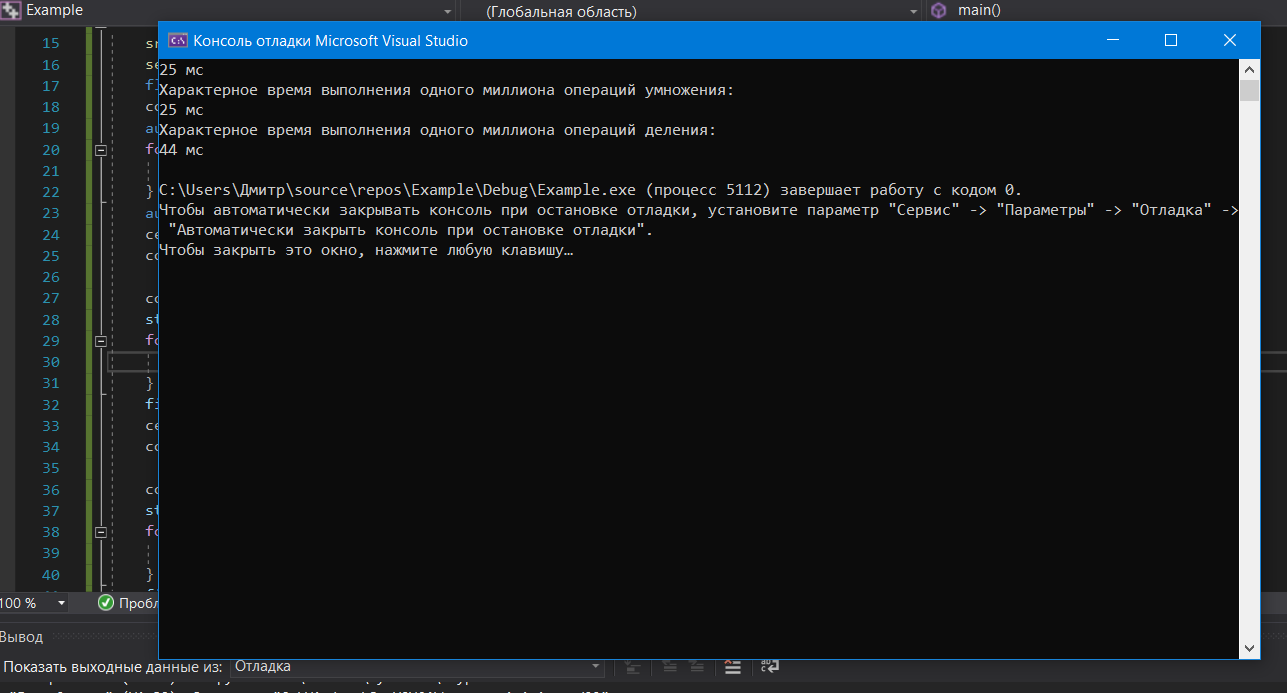 Example (Глобальная область) main()
Консоль отладки Microsoft Visual Studio
25 мс
Характерное время выполнения одного миллиона операций умножения:
25 мс
Характерное время выполнения одного миллиона операций деления:
44 мс
C:\Users\Дмитр\source\repos\Example\Debug\Example.exe (процесс 5112) завершает работу с кодом 0.
Чтобы автоматически закрывать консоль при остановке отладки, установите параметр "Сервис" -> "Параметры" -> "Отладка" ->
"Автоматически закрыть консоль при остановке отладки".
Чтобы закрыть это окно, нажмите любую клавишу…
15
16
17
18
19
20
21
22 }
23
24
25
26
27
28
29
30
31 }
32
33
34
35
36
37
38
39
40 }
100 %
Вывод
Показать выходные данные из: Отладка